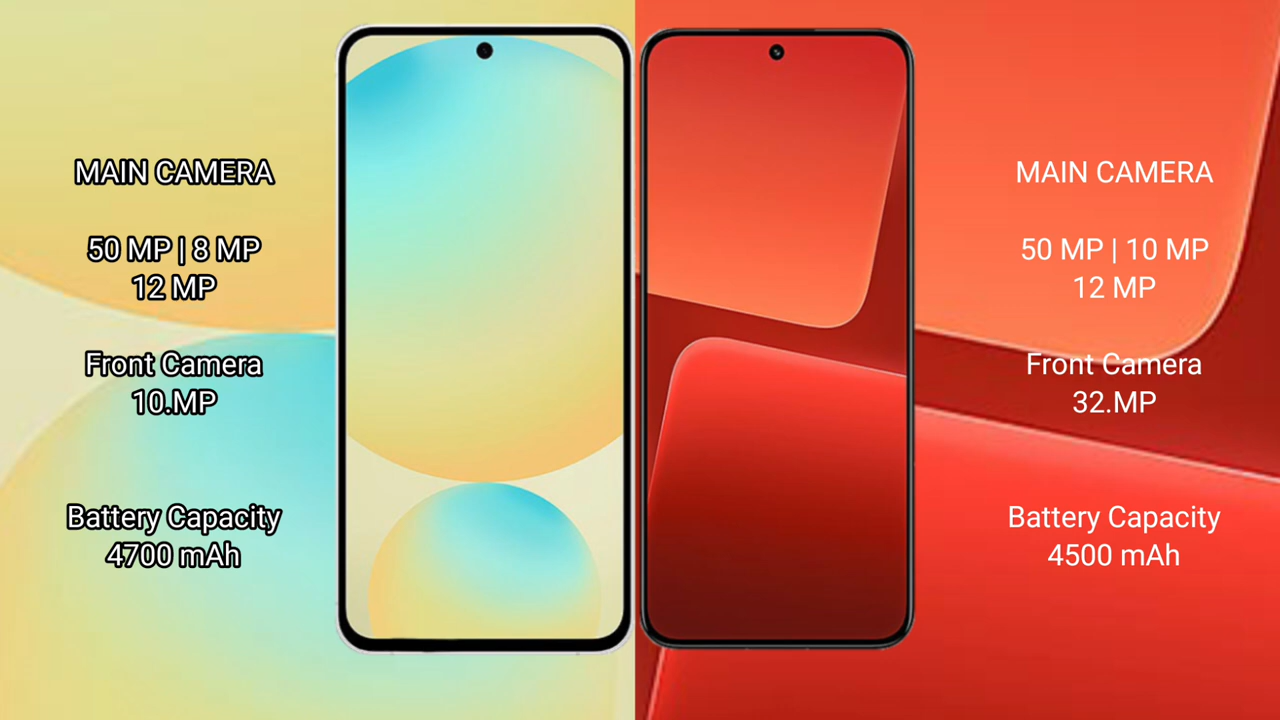 MAIN CAMERA
50 MP | 8 MP
12 MP
Front Camera
10.MP
Battery Capacity
4700 mAh
MAIN CAMERA
50 MP | 10 MP
12 MP
Front Camera
32.MP
Battery Capacity
4500 mAh